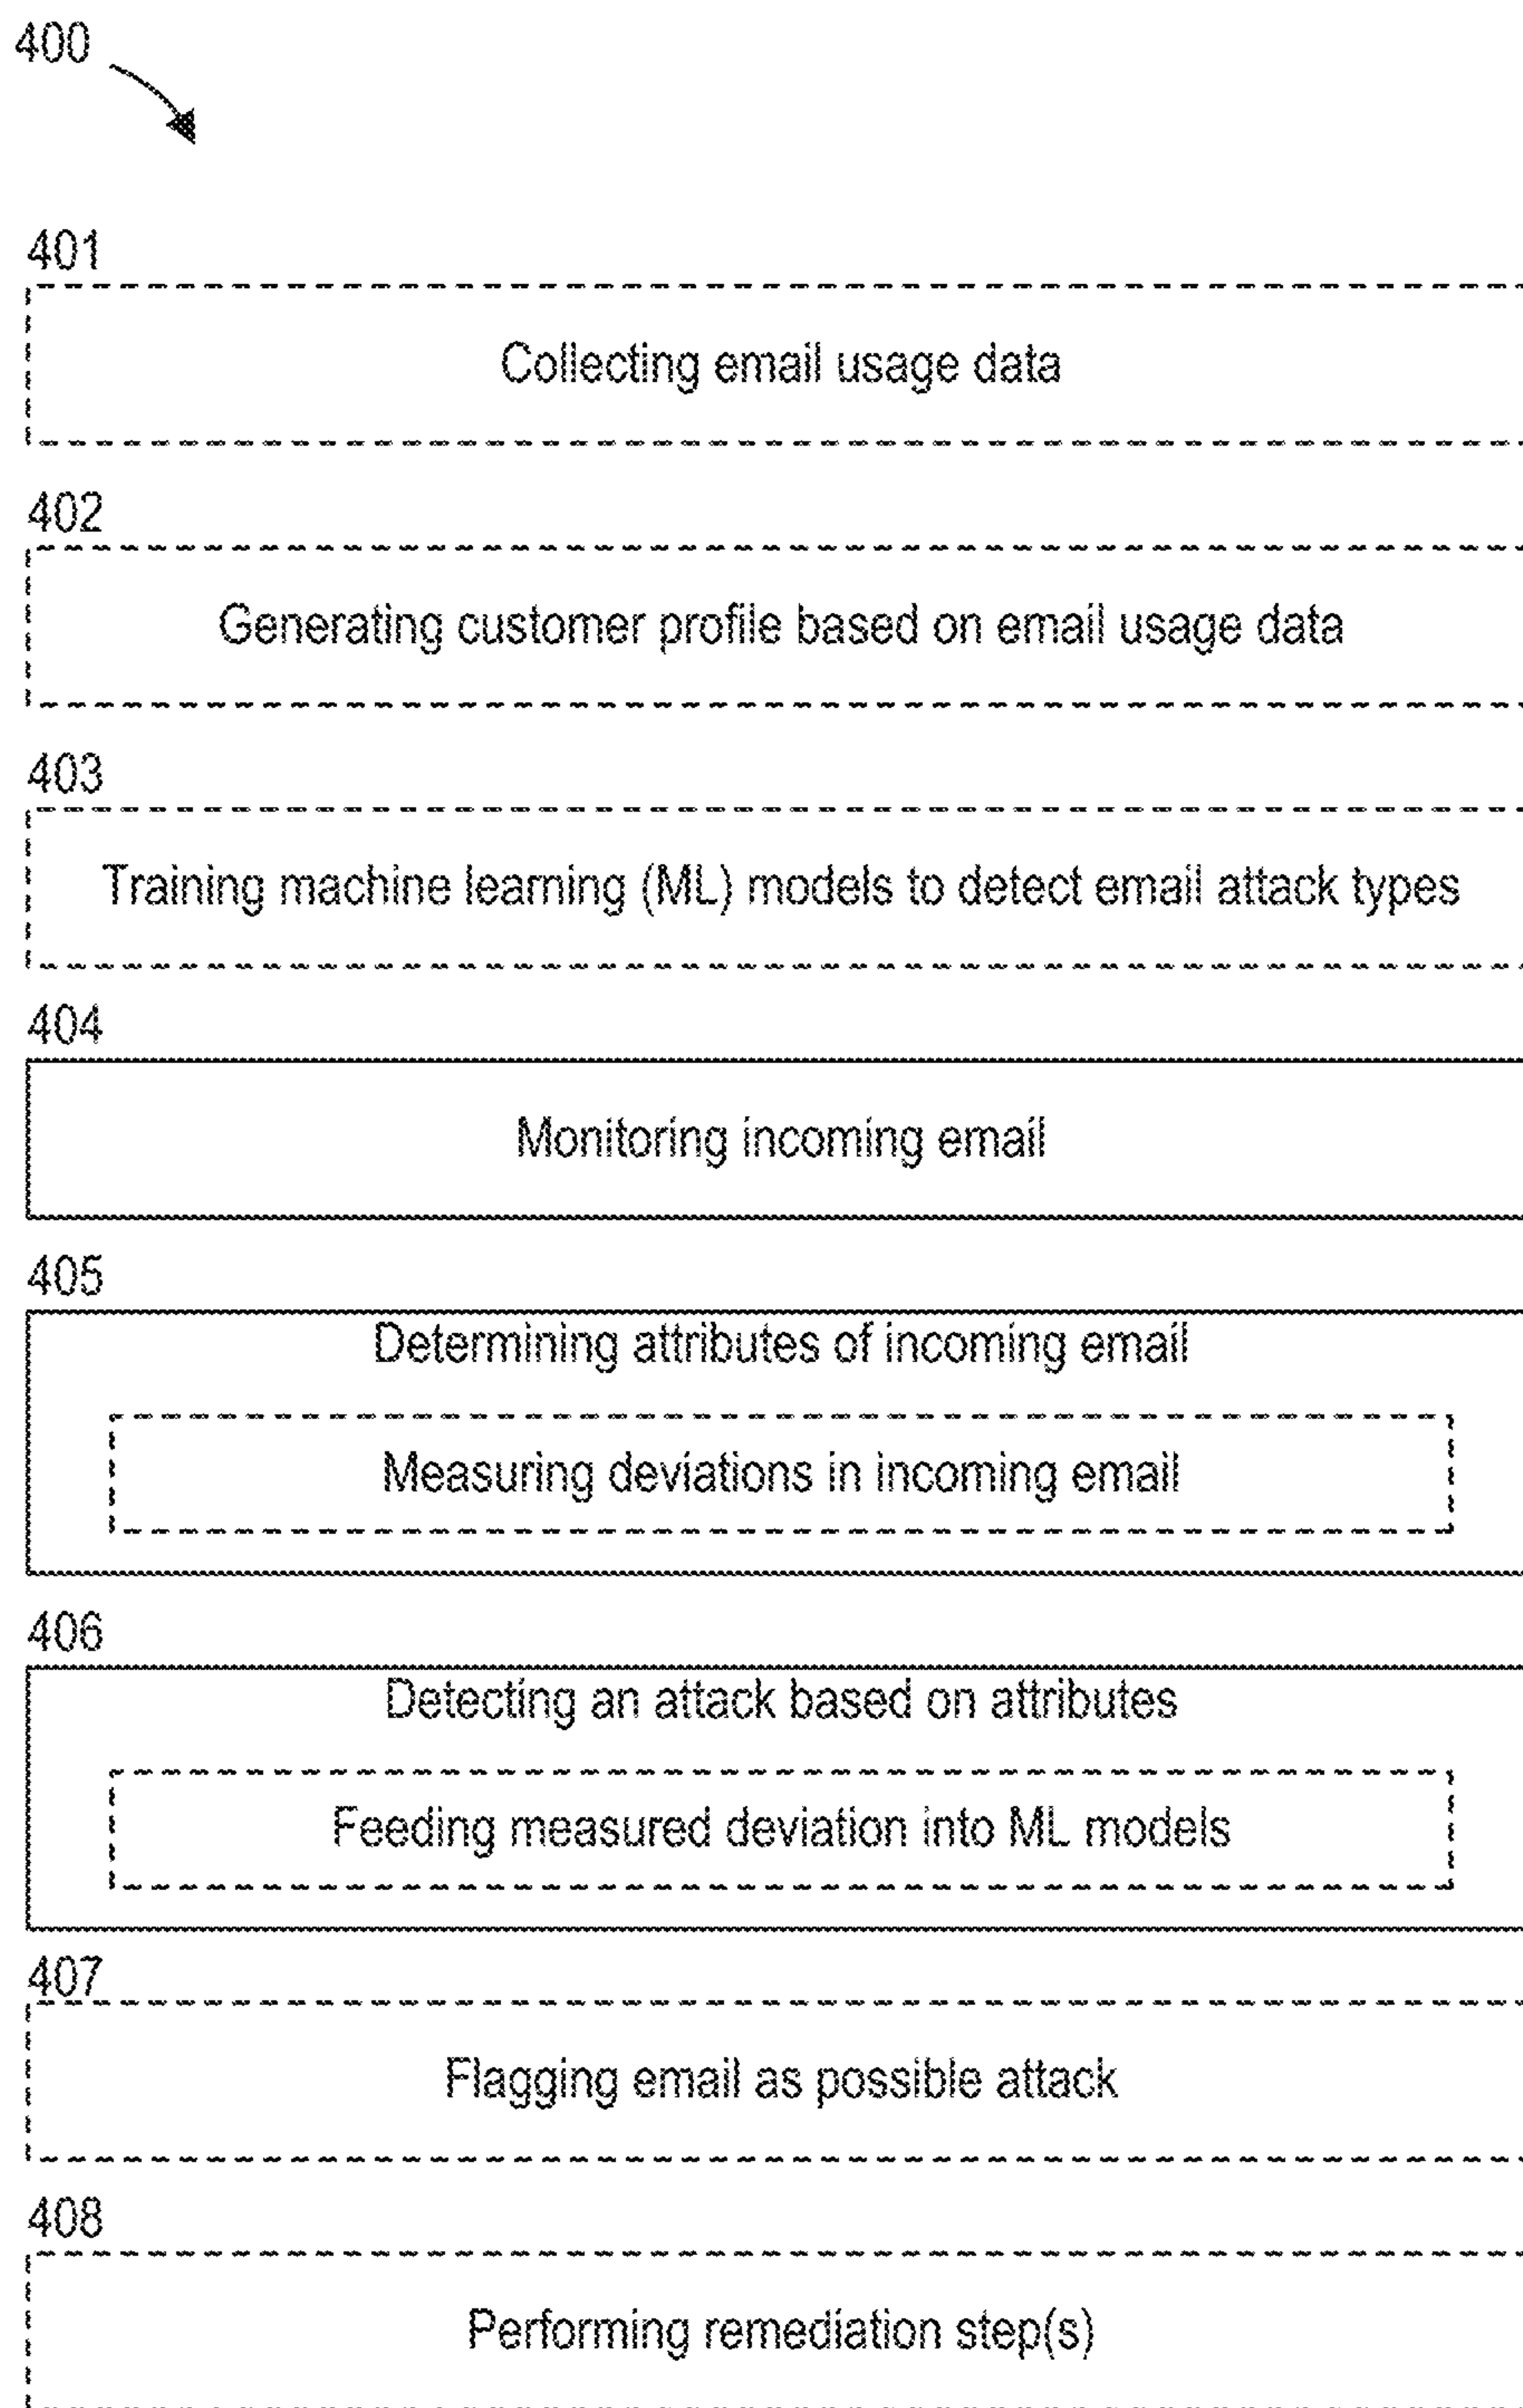 400
401
Collecting email usage data
402
Generating customer profile based on email usage data
403
Training machine learning (ML) models to detect email attack types
404
Monitoring incoming email
405
Determining attributes of incoming email
Measuring deviations in incoming email
406
Detecting an attack based on attributes
Feeding measured deviation into ML models
407
Flagging email as possible attack
408
Performing remediation step(s)